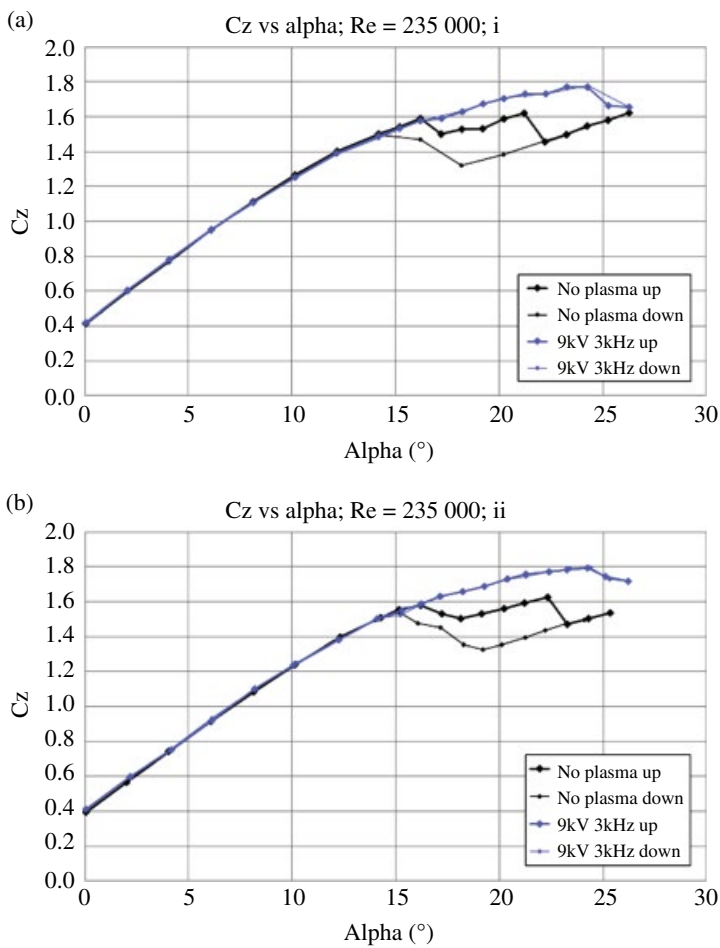 (a)
Cz vs alpha; Re = 235 000; i
2.0
1.8
1.6
1.4
1.2
1.0
0.8
0.6
0.4
0.2
0.0
Cz
0 5 10 15 20 25 30
Alpha (°)
No plasma up
No plasma down
9kV 3kHz up
9kV 3kHz down
(b)
Cz vs alpha; Re = 235 000; ii
2.0
1.8
1.6
1.4
1.2
1.0
0.8
0.6
0.4
0.2
0.0
Cz
0 5 10 15 20 25 30
Alpha (°)
No plasma up
No plasma down
9kV 3kHz up
9kV 3kHz down